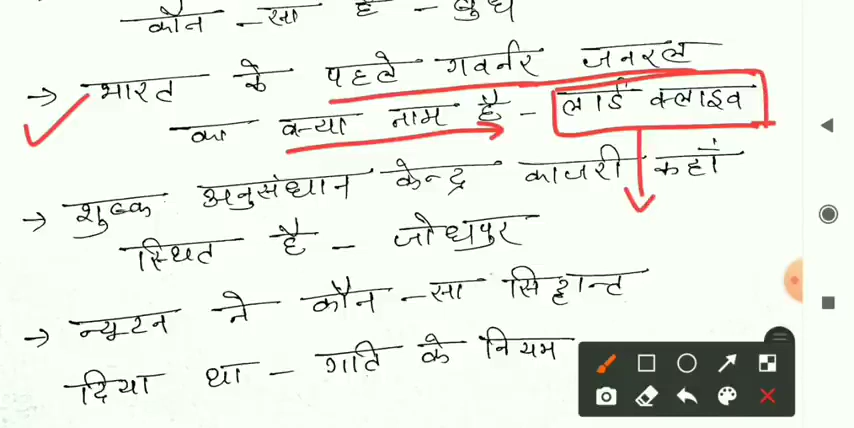 कौन -सा है - बुध
→ भारत के पहले गवर्नर जनरल
का क्या नाम है - लार्ड क्लाइव
→ शुष्क अनुसंधान केन्द्र काजरी कहाँ
स्थित है - जोधपुर
→ न्यूटन ने कौन -सा सिद्धान्त
दिया था - गति के नियम